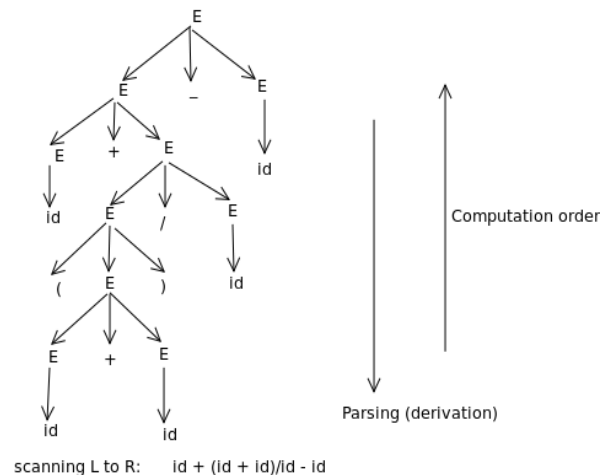 E
E - E
E + E id
id E / E
( E ) id
E + E
id id
Computation order
Parsing (derivation)
scanning L to R: id + (id + id)/id - id